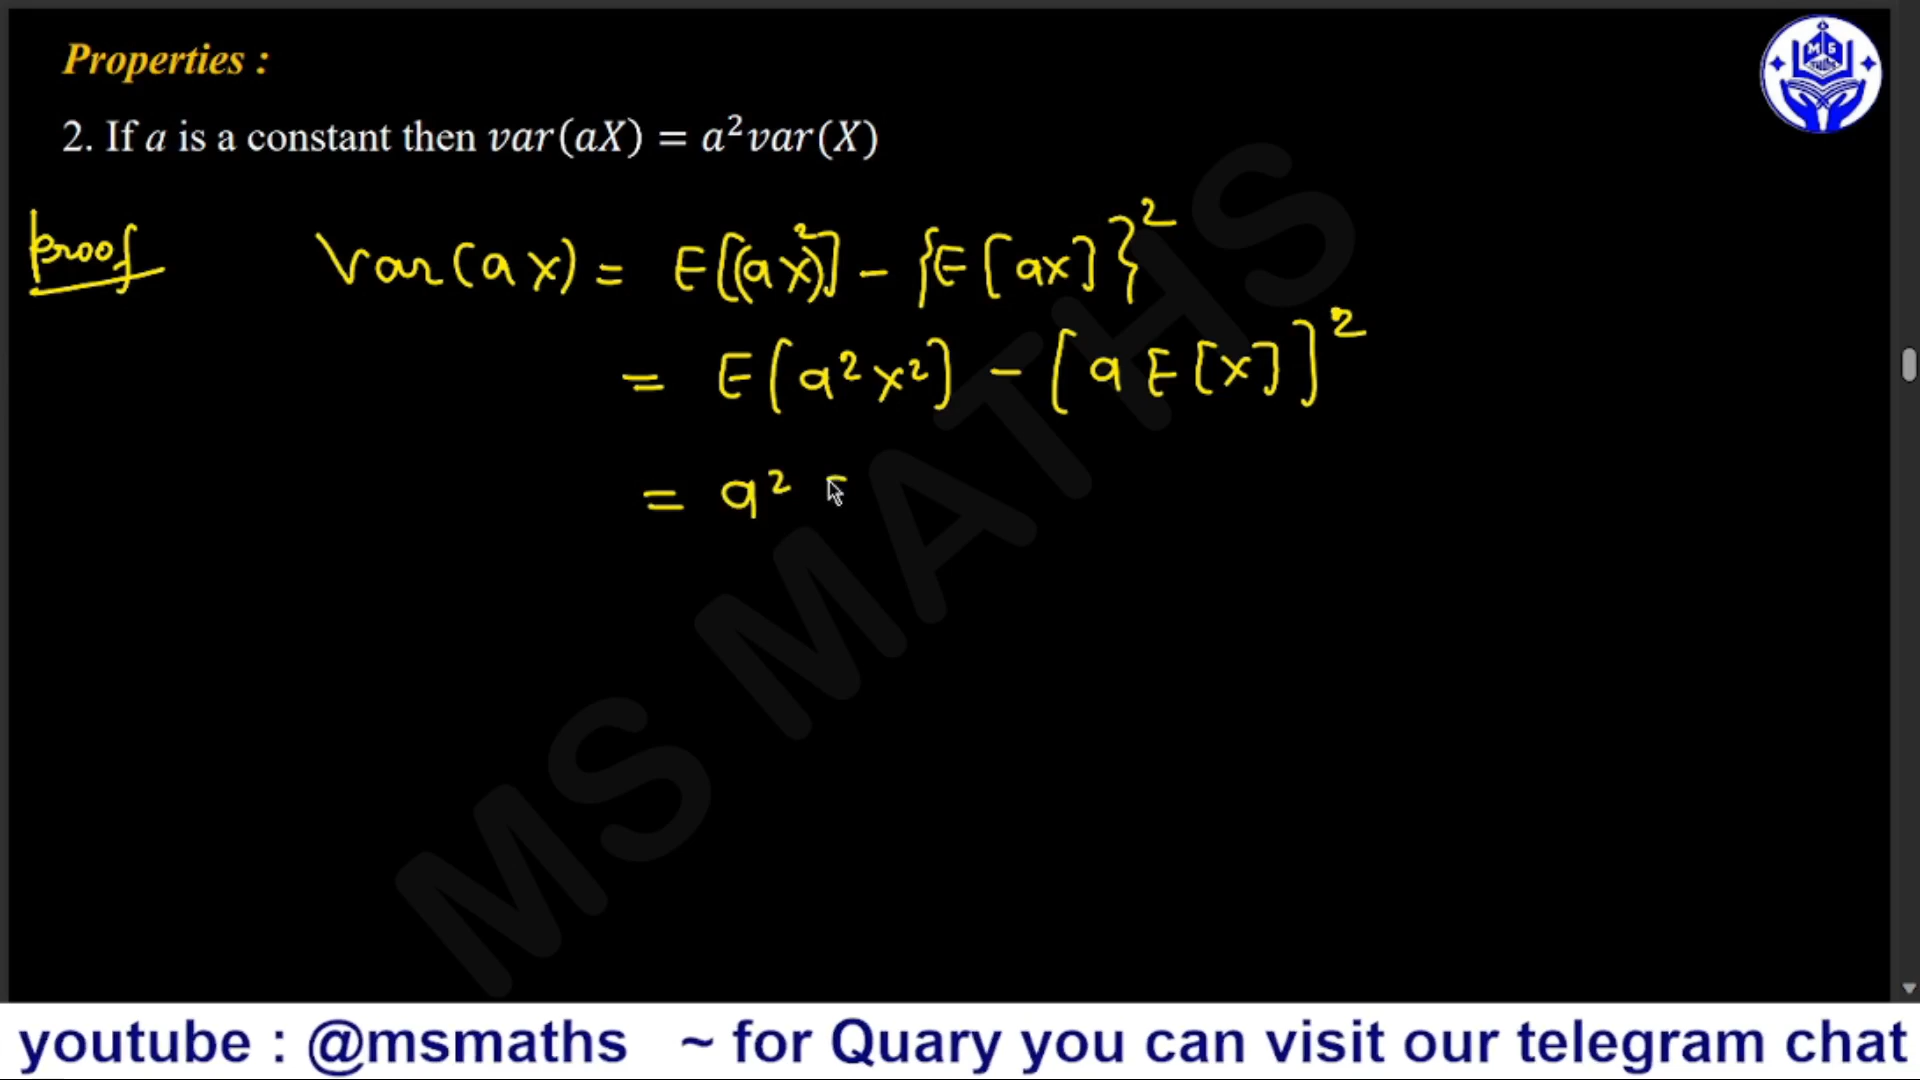 Properties :
2. If a is a constant then var(aX) = a²var(X)
Proof Var(ax) = E[(ax)²] - {E[ax]}²
= E[a²x²] - [a E[x]]²
= a²
MS MATHS
MS
youtube : @msmaths ~ for Quary you can visit our telegram chat